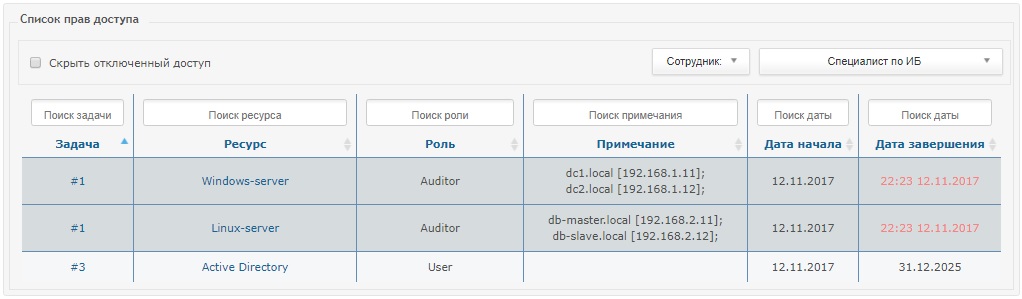 Список прав доступа
Скрыть отключенный доступ Сотрудник: Специалист по ИБ
Поиск задачи Поиск ресурса Поиск роли Поиск примечания Поиск даты Поиск даты
Задача Ресурс Роль Примечание Дата начала Дата завершения
#1 Windows-server Auditor dc1.local [192.168.1.11]; 12.11.2017 22:23 12.11.2017
dc2.local [192.168.1.12];
#1 Linux-server Auditor db-master.local [192.168.2.11]; 12.11.2017 22:23 12.11.2017
db-slave.local [192.168.2.12];
#3 Active Directory User 12.11.2017 31.12.2025